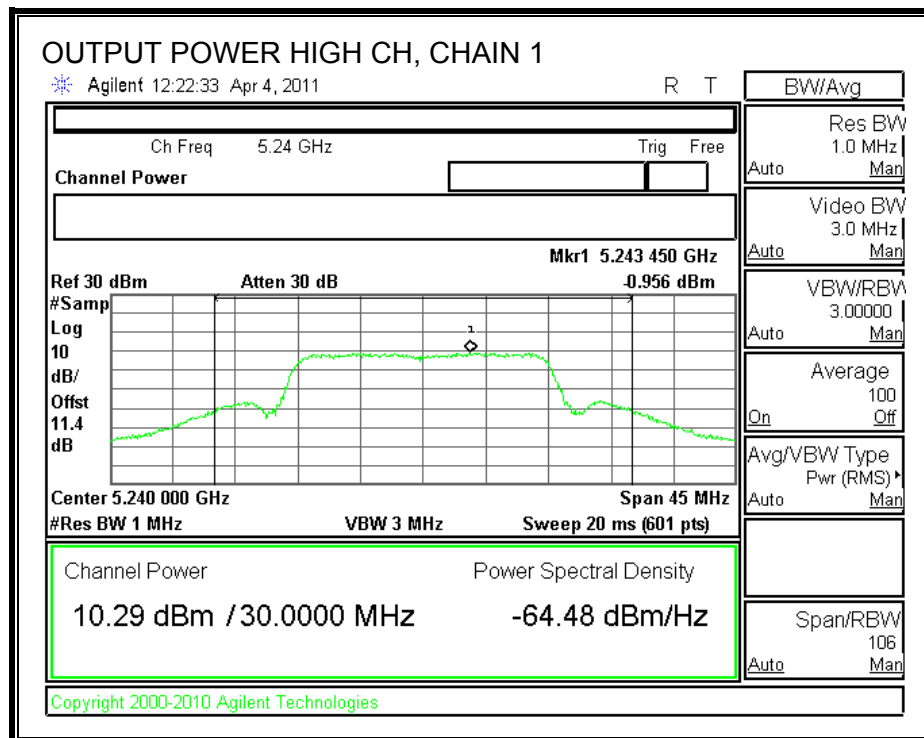 OUTPUT POWER HIGH CH, CHAIN 1
Agilent 12:22:33 Apr 4, 2011 R T
Ch Freq 5.24 GHz Trig Free
Channel Power
Mkr1 5.243 450 GHz
Ref 30 dBm Atten 30 dB -0.956 dBm
#Samp
Log
10
dB/
Offst
11.4
dB
1
Center 5.240 000 GHz Span 45 MHz
#Res BW 1 MHz VBW 3 MHz Sweep 20 ms (601 pts)
Channel Power Power Spectral Density
10.29 dBm / 30.0000 MHz -64.48 dBm/Hz
Copyright 2000-2010 Agilent Technologies
BW/Avg
Res BW
1.0 MHz
Auto Man
Video BW
3.0 MHz
Auto Man
VBW/RBW
3.00000
Auto Man
Average
100
On Off
Avg/VBW Type
Pwr (RMS)
Auto Man
Span/RBW
106
Auto Man